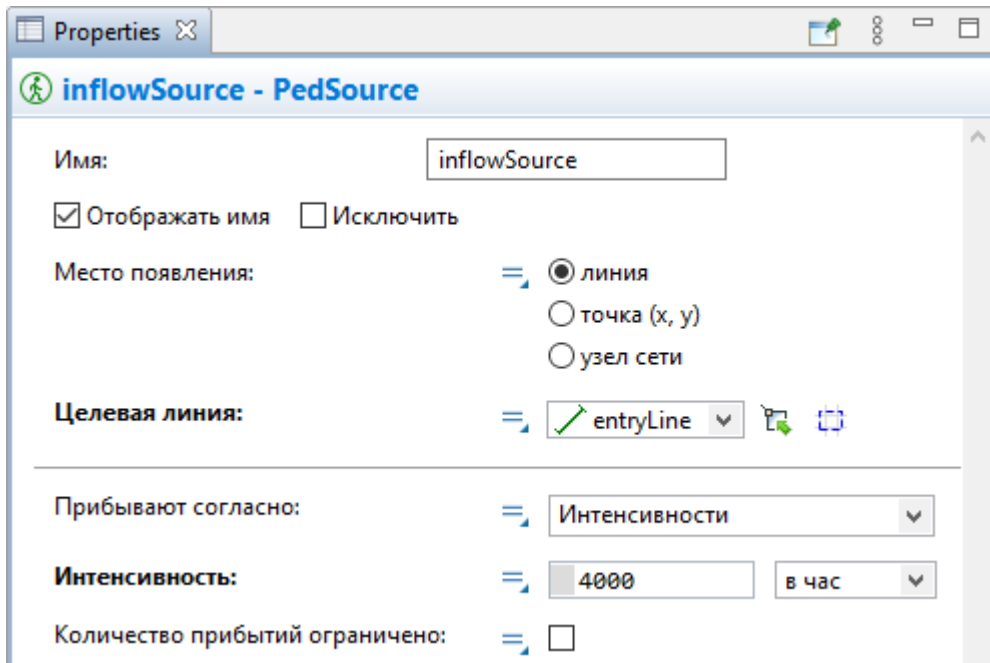 Properties
inflowSource - PedSource
Имя: inflowSource
Отображать имя Исключить
Место появления: линия
точка (x, y)
узел сети
Целевая линия: entryLine
Прибывают согласно: Интенсивности
Интенсивность: 4000 в час
Количество прибытий ограничено: